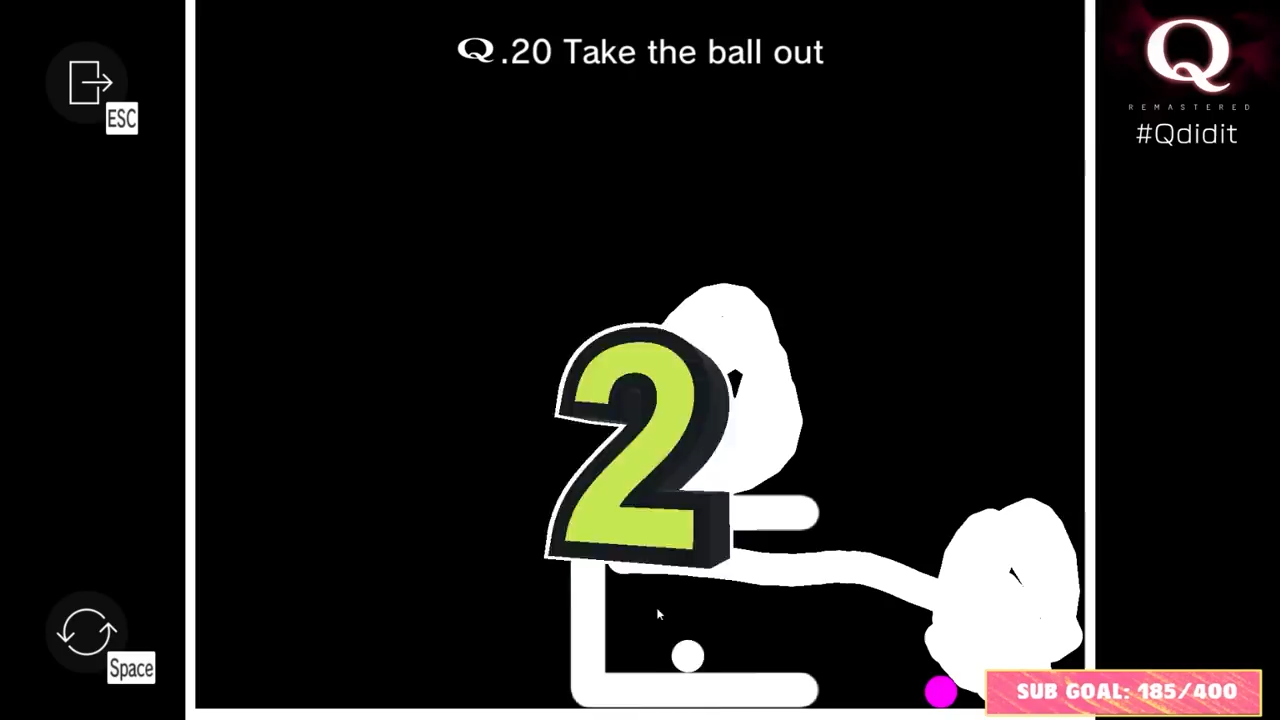 Q.20 Take the ball out
ESC
Q
REMASTERED
#Qdidit
2
Space
SUB GOAL: 185/400